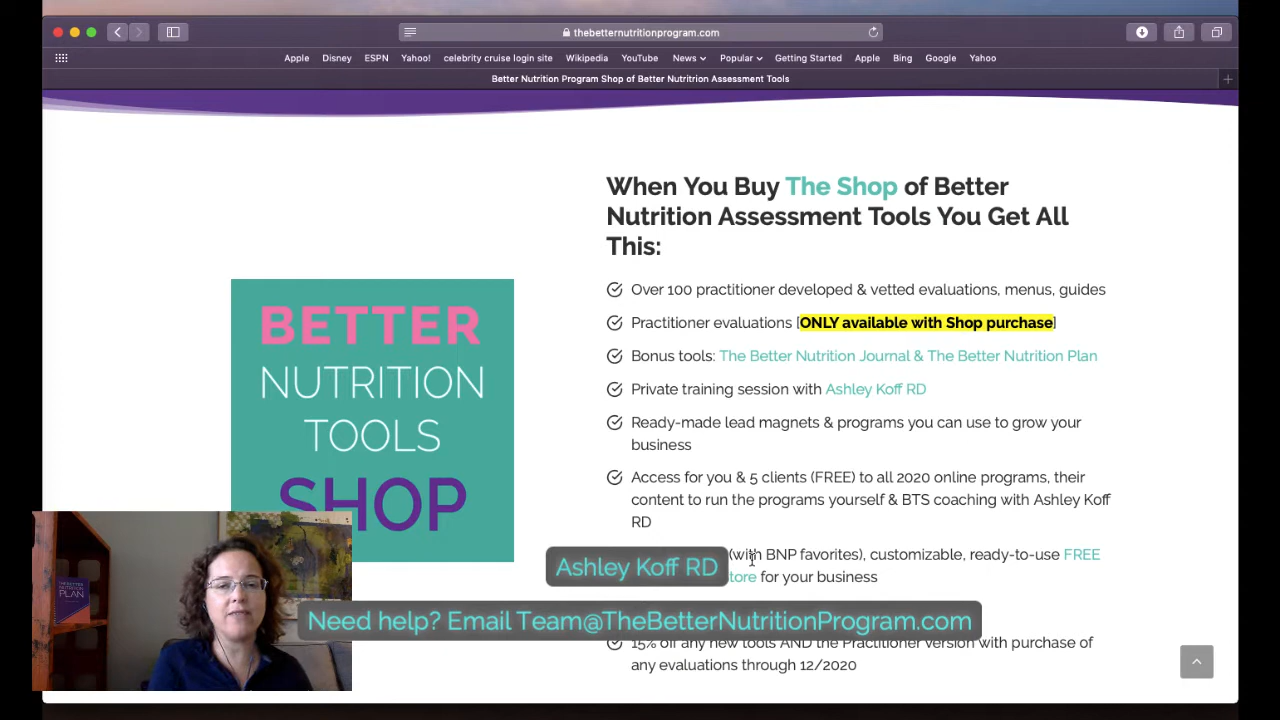 thebetternutritionprogram.com
Apple Disney ESPN Yahoo! celebrity cruise login site Wikipedia YouTube News Popular Getting Started Apple Bing Google Yahoo
Better Nutrition Program Shop of Better Nutritrion Assessment Tools
When You Buy The Shop of Better
Nutrition Assessment Tools You Get All
This:
Over 100 practitioner developed & vetted evaluations, menus, guides
Practitioner evaluations [ONLY available with Shop purchase]
Bonus tools: The Better Nutrition Journal & The Better Nutrition Plan
Private training session with Ashley Koff RD
Ready-made lead magnets & programs you can use to grow your
business
Access for you & 5 clients (FREE) to all 2020 online programs, their
content to run the programs yourself & BTS coaching with Ashley Koff
RD
(with BNP favorites), customizable, ready-to-use FREE
for your business
15% off any new tools AND the Practitioner version with purchase of
any evaluations through 12/2020
BETTER
NUTRITION
TOOLS
SHOP
THE BETTER
NUTRITION
PLAN
Ashley Koff RD
Need help? Email Team@TheBetterNutritionProgram.com